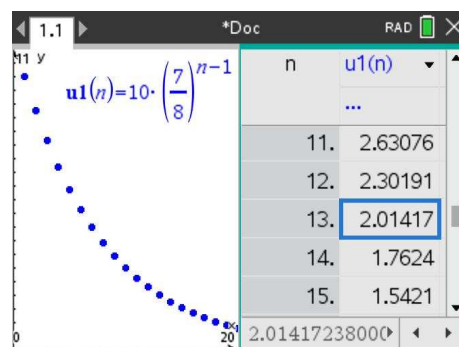 1.1 *Doc RAD
11 y
u1(n)=10·(7/8)^n-1
0 20
n u1(n)
...
11. 2.63076
12. 2.30191
13. 2.01417
14. 1.7624
15. 1.5421
2.0141723800